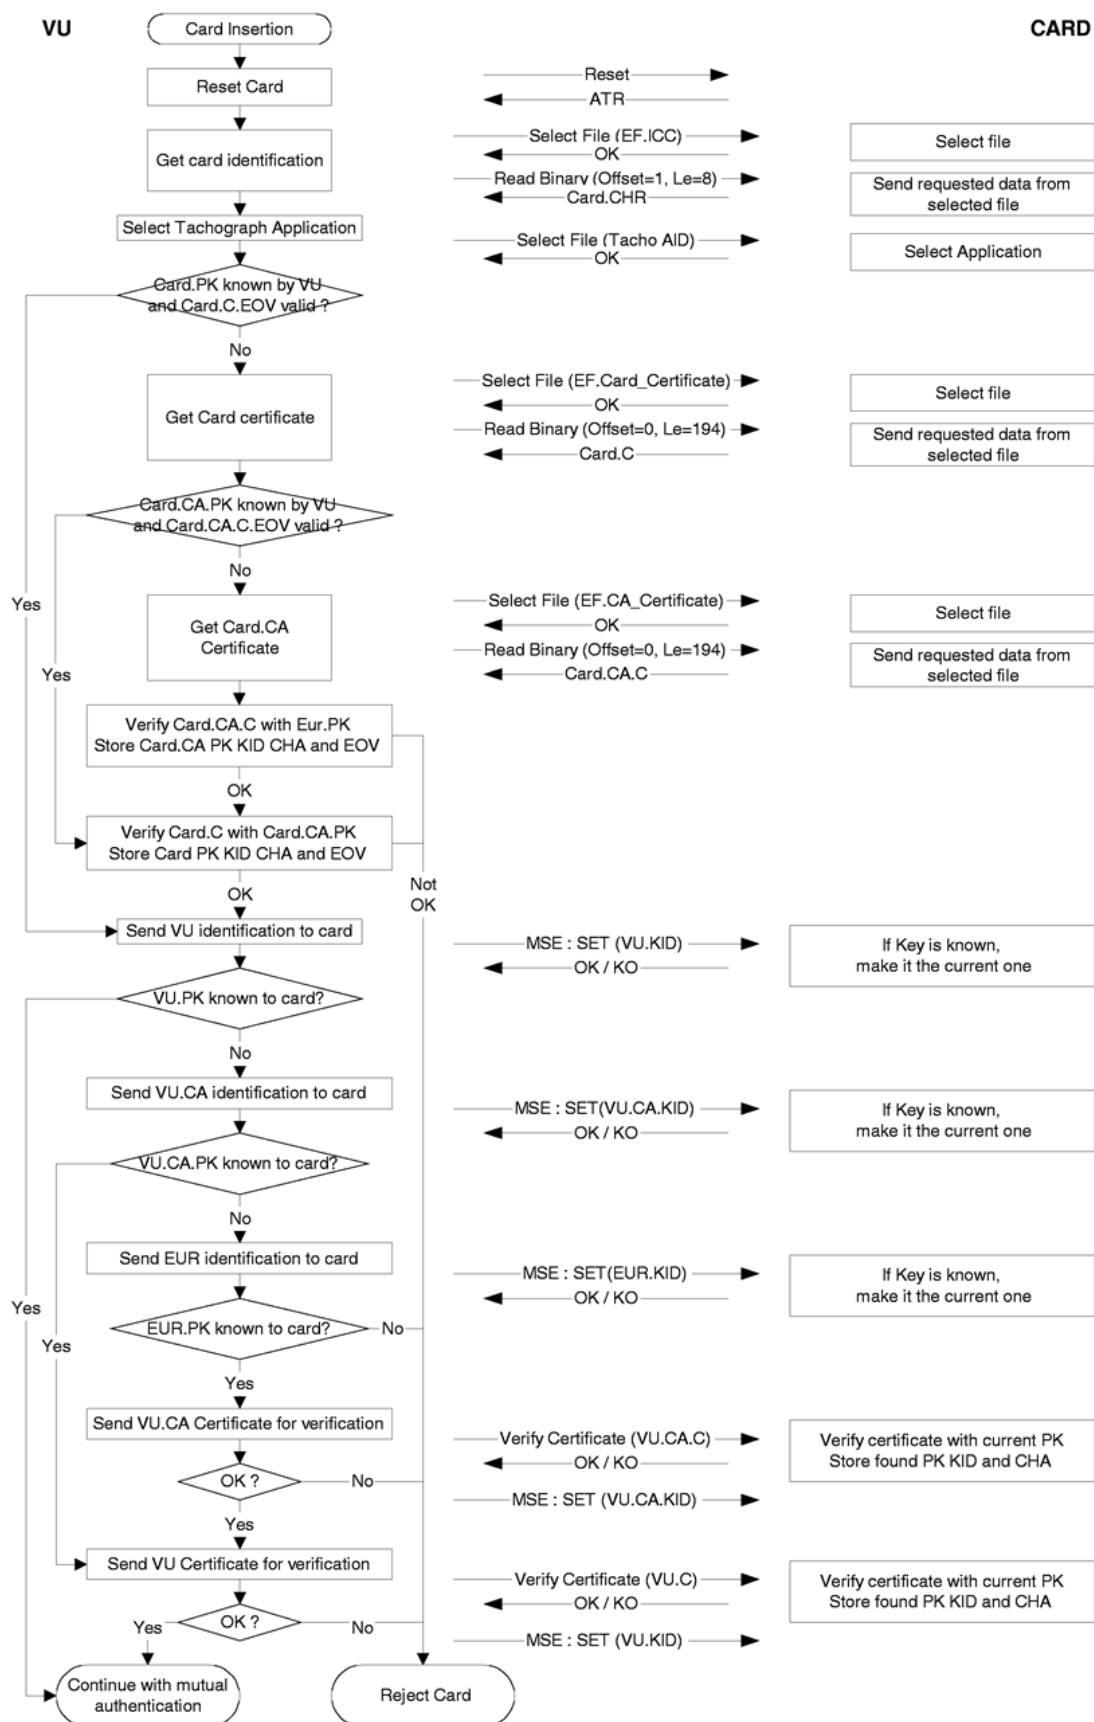 VU
CARD
Card Insertion
Reset Card
Reset
ATR
Get card identification
Select File (EF.ICC)
OK
Select file
Read Binary (Offset=1, Le=8)
Card.CHR
Send requested data from
selected file
Select Tachograph Application
Select File (Tacho AID)
OK
Select Application
Card.PK known by VU
and Card.C.EOV valid ?
No
Get Card certificate
Select File (EF.Card_Certificate)
OK
Select file
Read Binary (Offset=0, Le=194)
Card.C
Send requested data from
selected file
Card.CA.PK known by VU
and Card.CA.C.EOV valid ?
No
Yes
Get Card.CA
Certificate
Select File (EF.CA_Certificate)
OK
Select file
Yes
Read Binary (Offset=0, Le=194)
Card.CA.C
Send requested data from
selected file
Verify Card.CA.C with Eur.PK
Store Card.CA PK KID CHA and EOV
OK
Verify Card.C with Card.CA.PK
Store Card PK KID CHA and EOV
Not
OK
OK
Send VU identification to card
MSE : SET (VU.KID)
OK / KO
If Key is known,
make it the current one
VU.PK known to card?
No
Send VU.CA identification to card
MSE : SET(VU.CA.KID)
OK / KO
If Key is known,
make it the current one
VU.CA.PK known to card?
No
Send EUR identification to card
MSE : SET(EUR.KID)
OK / KO
If Key is known,
make it the current one
Yes
EUR.PK known to card?
No
Yes
Yes
Send VU.CA Certificate for verification
Verify Certificate (VU.CA.C)
OK / KO
Verify certificate with current PK
Store found PK KID and CHA
OK ?
No
MSE : SET (VU.CA.KID)
Yes
Send VU Certificate for verification
Verify Certificate (VU.C)
OK / KO
Verify certificate with current PK
Store found PK KID and CHA
OK ?
Yes
No
MSE : SET (VU.KID)
Continue with mutual
authentication
Reject Card